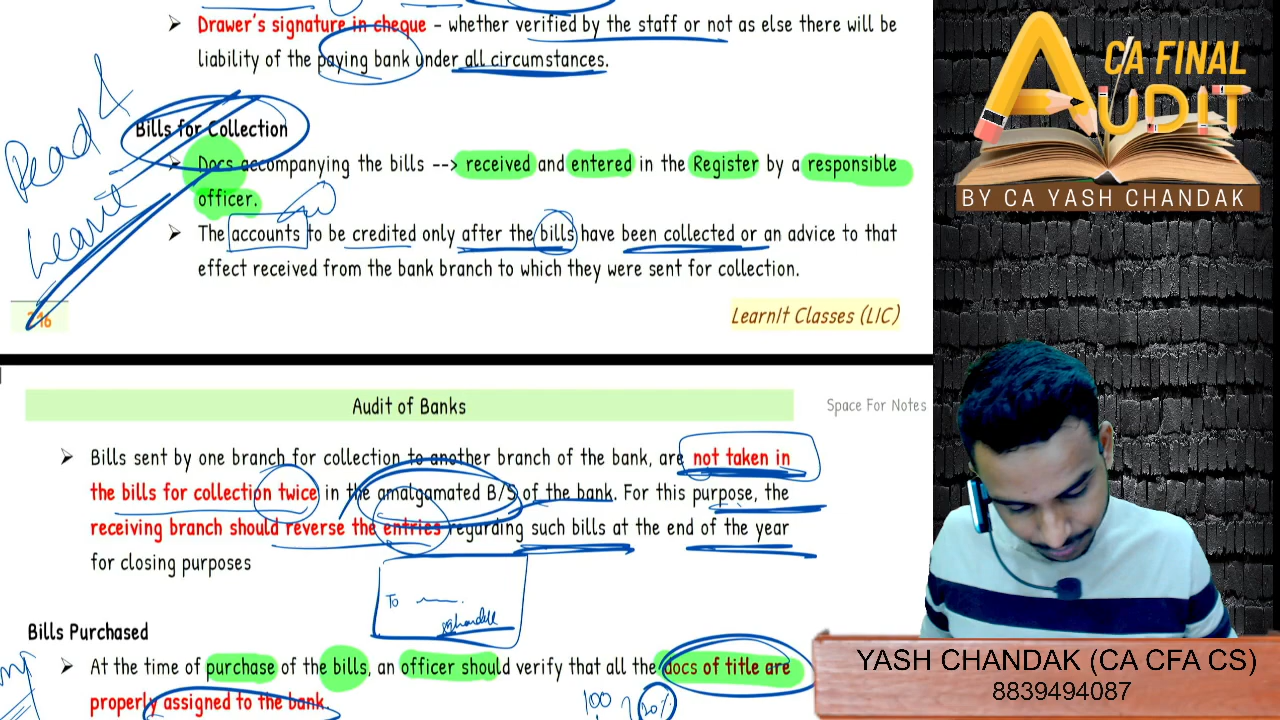 Drawer's signature in cheque – whether verified by the staff or not as else there will be
liability of the paying bank under all circumstances.
Read &
Learn
Bills for Collection
Docs accompanying the bills --> received and entered in the Register by a responsible
officer.
The accounts to be credited only after the bills have been collected or an advice to that
effect received from the bank branch to which they were sent for collection.
LearnIt Classes (LIC)
Audit of Banks
Space For Notes
Bills sent by one branch for collection to another branch of the bank, are not taken in
the bills for collection twice in the amalgamated B/S of the bank. For this purpose, the
receiving branch should reverse the entries regarding such bills at the end of the year
for closing purposes
To
Bills Purchased
At the time of purchase of the bills, an officer should verify that all the docs of title are
properly assigned to the bank.
100
20%
CA FINAL
AUDIT
BY CA YASH CHANDAK
YASH CHANDAK (CA CFA CS)
8839494087